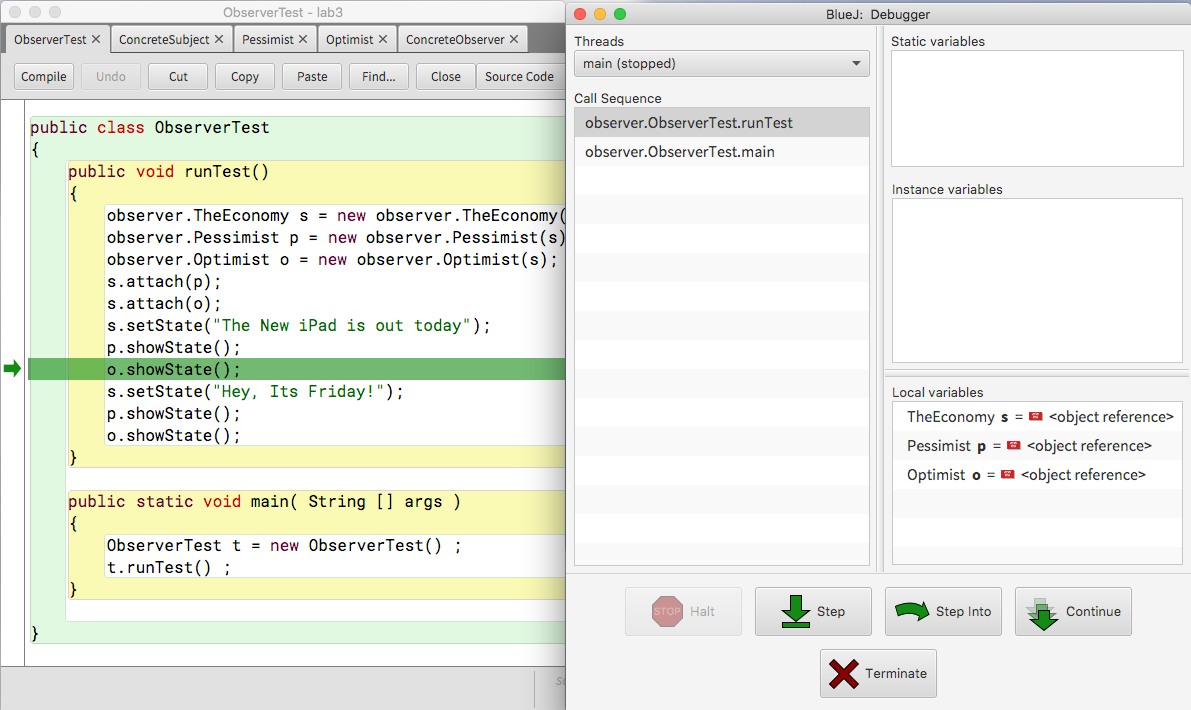 ObserverTest - lab3
ObserverTest ConcreteSubject Pessimist Optimist ConcreteObserver
Compile Undo Cut Copy Paste Find... Close Source Code
public class ObserverTest
{
public void runTest()
{
observer.TheEconomy s = new observer.TheEconomy(
observer.Pessimist p = new observer.Pessimist(s)
observer.Optimist o = new observer.Optimist(s);
s.attach(p);
s.attach(o);
s.setState("The New iPad is out today");
p.showState();
o.showState();
s.setState("Hey, Its Friday!");
p.showState();
o.showState();
}
public static void main( String [] args )
{
ObserverTest t = new ObserverTest() ;
t.runTest() ;
}
}
BlueJ: Debugger
Threads
main (stopped)
Call Sequence
observer.ObserverTest.runTest
observer.ObserverTest.main
Static variables
Instance variables
Local variables
TheEconomy s = <object reference>
Pessimist p = <object reference>
Optimist o = <object reference>
STOP Halt
Step
Step Into
Continue
Terminate